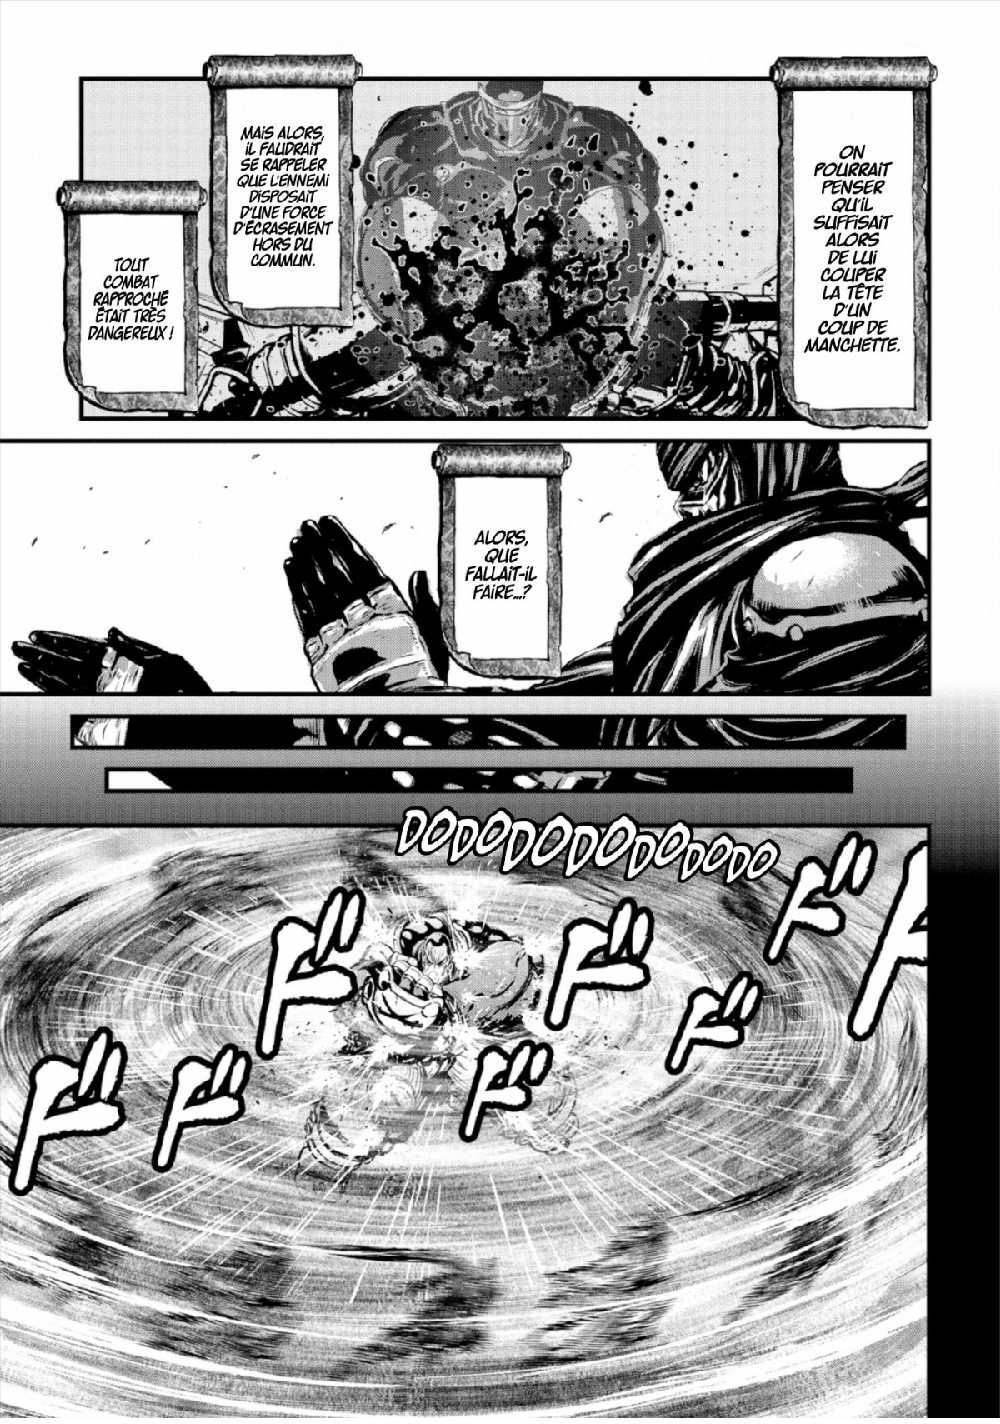 ON
POURRAIT
PENSER
QU'IL
SUFFISAIT
ALORS
DE LUI
COUPER
LA TÊTE
D'UN
COUP DE
MANCHETTE.
MAIS ALORS,
IL FAUDRAIT
SE RAPPELER
QUE L'ENNEMI
DISPOSAIT
D'UNE FORCE
D'ÉCRASEMENT
HORS DU
COMMUN.
TOUT
COMBAT
RAPPROCHÉ
ÉTAIT TRÈS
DANGEREUX !
ALORS,
QUE
FALLAIT-IL
FAIRE...?
DODODODODODODO
ド
ド
ド
ド
ド
ド
ド
ド